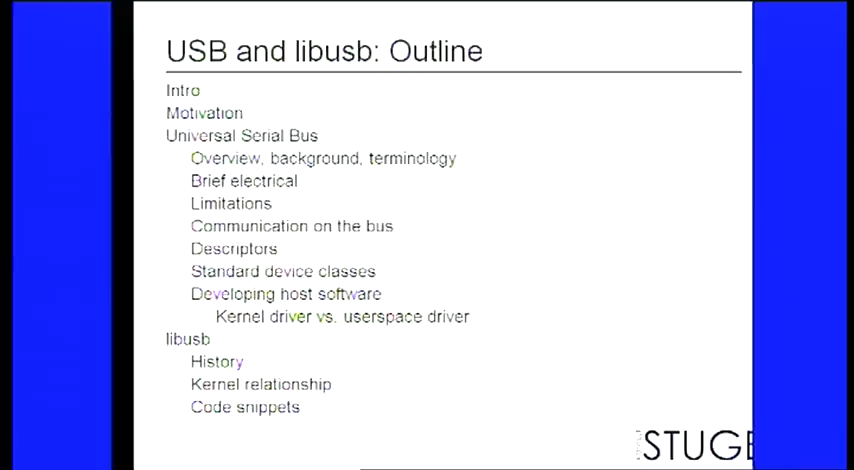 USB and libusb: Outline
Intro
Motivation
Universal Serial Bus
Overview, background, terminology
Brief electrical
Limitations
Communication on the bus
Descriptors
Standard device classes
Developing host software
Kernel driver vs. userspace driver
libusb
History
Kernel relationship
Code snippets
STUGE